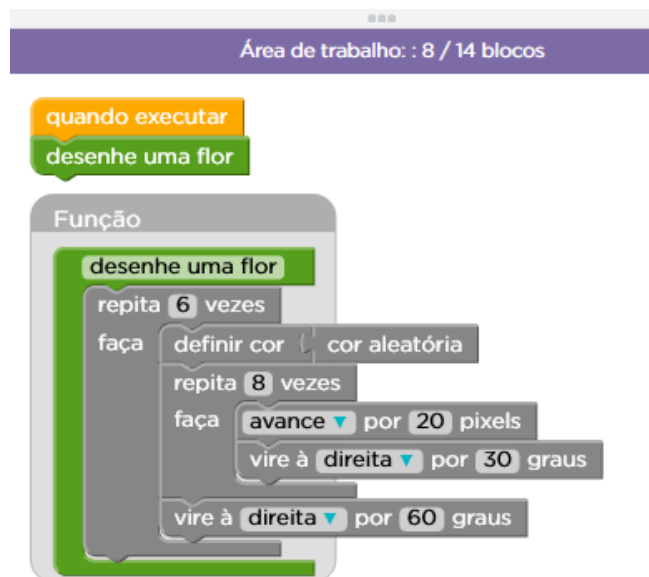 Área de trabalho: : 8 / 14 blocos
quando executar
desenhe uma flor
Função
desenhe uma flor
repita 6 vezes
faça definir cor cor aleatória
repita 8 vezes
faça avance por 20 pixels
vire à direita por 30 graus
vire à direita por 60 graus